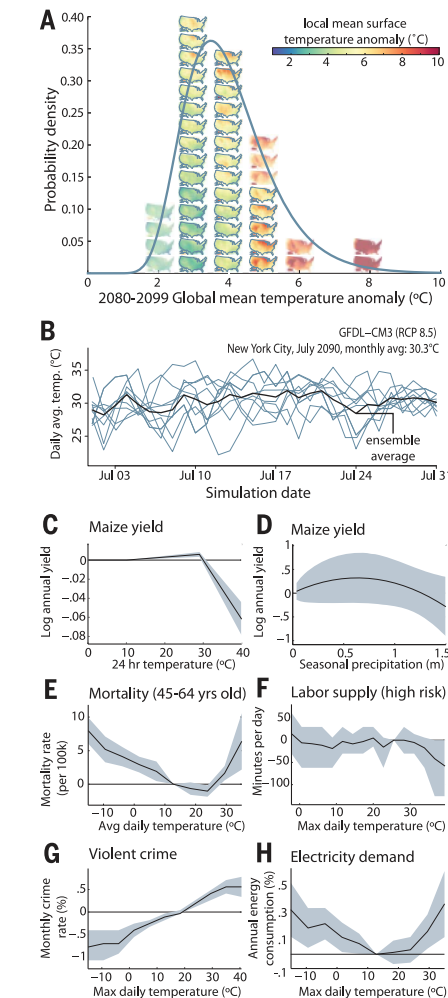 A
local mean surface
temperature anomaly (˚C)
2 4 6 8 10
Probability density
0.40
0.35
0.30
0.25
0.20
0.15
0.10
0.05
0 2 4 6 8 10
2080-2099 Global mean temperature anomaly (ºC)
B
GFDL−CM3 (RCP 8.5)
New York City, July 2090, monthly avg: 30.3°C
Daily avg. temp. (°C)
35
30
25
ensemble
average
Jul 03 Jul 10 Jul 17 Jul 24 Jul 31
Simulation date
C Maize yield
Log annual yield
0
-.02
-.04
-.06
-.08
0 10 20 30 40
24 hr temperature (ºC)
D Maize yield
Log annual yield
1
.5
0
-.5
-1
0 0.5 1.0 1.5
Seasonal precipitation (m)
E Mortality (45-64 yrs old)
Mortality rate
(per 100k)
10
5
0
−10 0 10 20 30
Avg daily temperature (ºC)
F Labor supply (high risk)
Minutes per day
50
0
−50
−100
0 10 20 30
Max daily temperature (ºC)
G Violent crime
Monthly crime
rate (%)
.5
0
-.5
-1
−10 0 10 20 30 40
Max daily temperature (ºC)
H Electricity demand
Annual energy
consumption (%)
.5
.3
.1
-.1
−10 0 10 20 30
Max daily temperature (ºC)